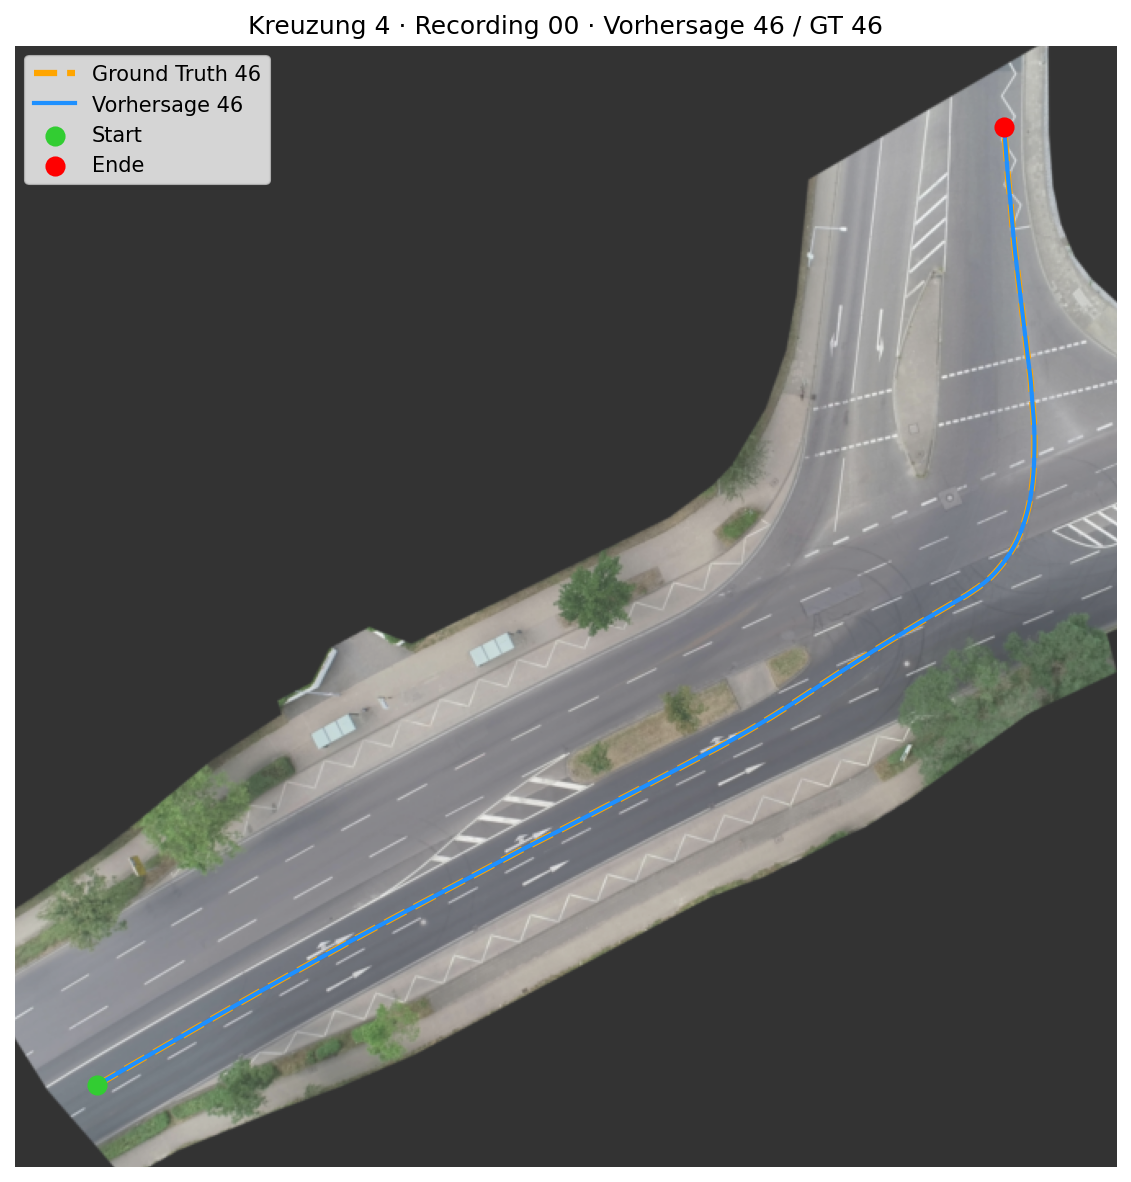 Kreuzung 4 · Recording 00 · Vorhersage 46 / GT 46
Ground Truth 46
Vorhersage 46
Start
Ende